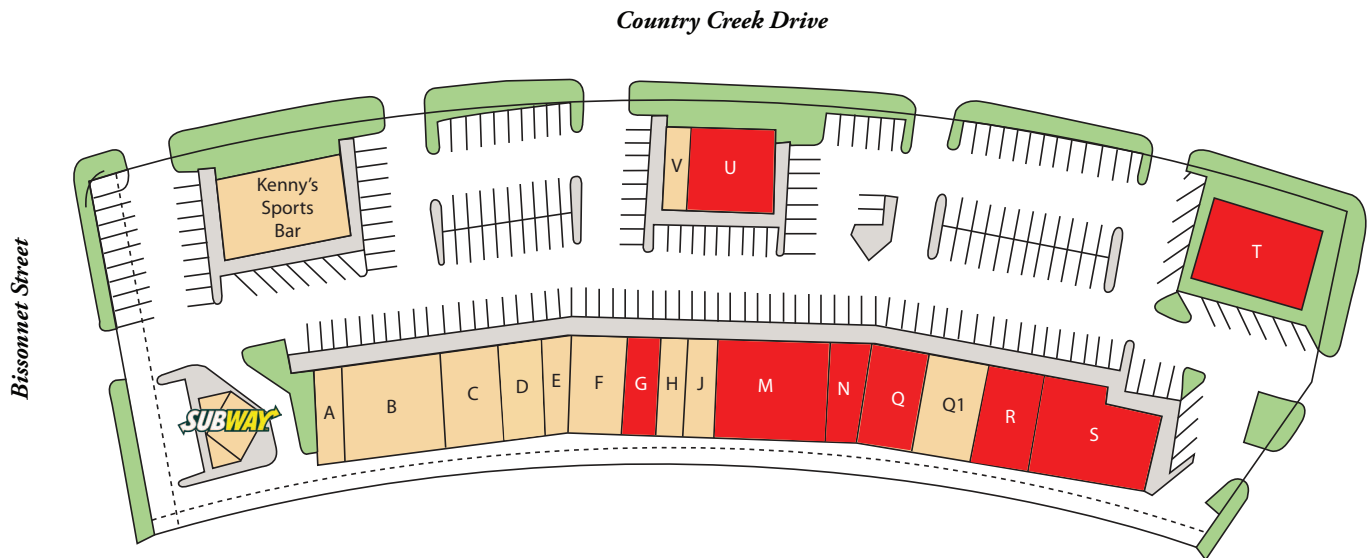 Country Creek Drive
Bissonnet Street
Kenny's
Sports
Bar
V
U
T
SUBWAY
A
B
C
D
E
F
G
H
J
M
N
Q
Q1
R
S